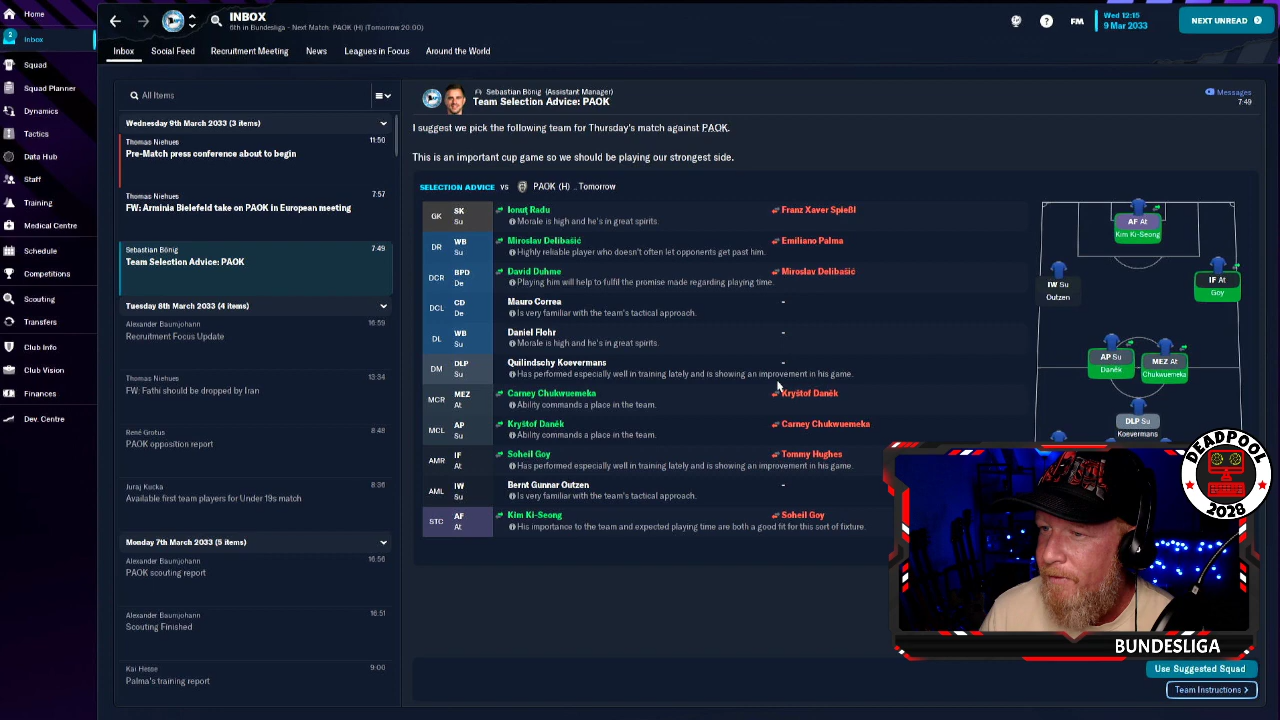 Home
2
Inbox
Squad
Squad Planner
Dynamics
Tactics
Data Hub
Staff
Training
Medical Centre
Schedule
Competitions
Scouting
Transfers
Club Info
Finances
Dev. Centre
INBOX
6th in Bundesliga - Next Match: PAOK (H) (Tomorrow 20:00)
FM
Wed 12:15
9 Mar 2033
NEXT UNREAD
Inbox
Social Feed
Recruitment Meeting
News
Leagues in Focus
Around the World
All Items
Wednesday 9th March 2033 (3 items)
Thomas Niehues
11:50
Pre-Match press conference about to begin
Thomas Niehues
7:57
FW: Arminia Bielefeld take on PAOK in European meeting
Sebastian Bönig
7:49
Team Selection Advice: PAOK
Tuesday 8th March 2033 (4 items)
Alexander Baumjohann
16:59
Recruitment Focus Update
Thomas Niehues
13:34
FW: Fathi should be dropped by Iran
René Grotus
8:48
PAOK opposition report
Juraj Kucka
8:36
Available first team players for Under 19s match
Monday 7th March 2033 (5 items)
Alexander Baumjohann
16:56
PAOK scouting report
Alexander Baumjohann
16:51
Scouting Finished
Kai Hesse
9:00
Palma's training report
Sebastian Bönig (Assistant Manager)
Team Selection Advice: PAOK
Messages
7:49
I suggest we pick the following team for Thursday's match against PAOK.
This is an important cup game so we should be playing our strongest side.
SELECTION ADVICE vs PAOK (H) .. Tomorrow
GK SK Su Ionuț Radu Franz Xaver Spießl
Morale is high and he's in great spirits.
DR WB Su Miroslav Delibašić Emiliano Palma
Highly reliable player who doesn't often let opponents get past him.
DCR BPD De David Duhme Miroslav Delibašić
Playing him will help to fulfil the promise made regarding playing time.
DCL CD De Mauro Correa -
Is very familiar with the team's tactical approach.
DL WB Su Daniel Flohr -
Morale is high and he's in great spirits.
DM DLP Su Quilindschy Koevermans -
Has performed especially well in training lately and is showing an improvement in his game.
MCR MEZ At Carney Chukwuemeka Kryštof Daněk
Ability commands a place in the team.
MCL AP Su Kryštof Daněk Carney Chukwuemeka
Ability commands a place in the team.
AMR IF At Soheil Goy Tommy Hughes
Has performed especially well in training lately and is showing an improvement in his game.
AML IW Su Bernt Gunnar Outzen -
Is very familiar with the team's tactical approach.
STC AF At Kim Ki-Seong Soheil Goy
His importance to the team and expected playing time are both a good fit for this sort of fixture.
AF At
Kim Ki-Seong
IW Su
Outzen
IF At
Goy
AP Su
Daněk
MEZ At
Chukwuemeka
DLP Su
Koevermans
DEADPOOL
2028
BUNDESLIGA
Use Suggested Squad
Team Instructions >